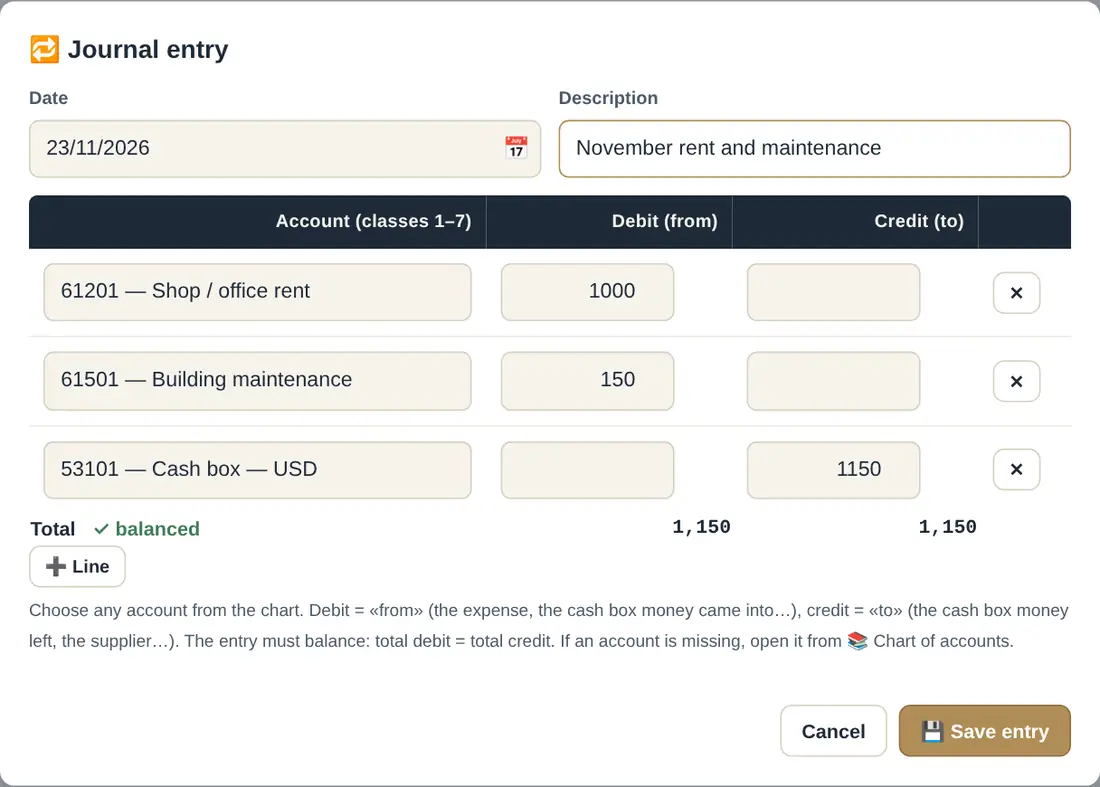 🔁 Journal entry
Date
Description
23/11/2026
November rent and maintenance
Account (classes 1–7) Debit (from) Credit (to)
61201 — Shop / office rent 1000 ×
61501 — Building maintenance 150 ×
53101 — Cash box — USD 1150 ×
Total ✓ balanced 1,150 1,150
➕ Line
Choose any account from the chart. Debit = «from» (the expense, the cash box money came into…), credit = «to» (the cash box money
left, the supplier…). The entry must balance: total debit = total credit. If an account is missing, open it from 📚 Chart of accounts.
Cancel 💾 Save entry